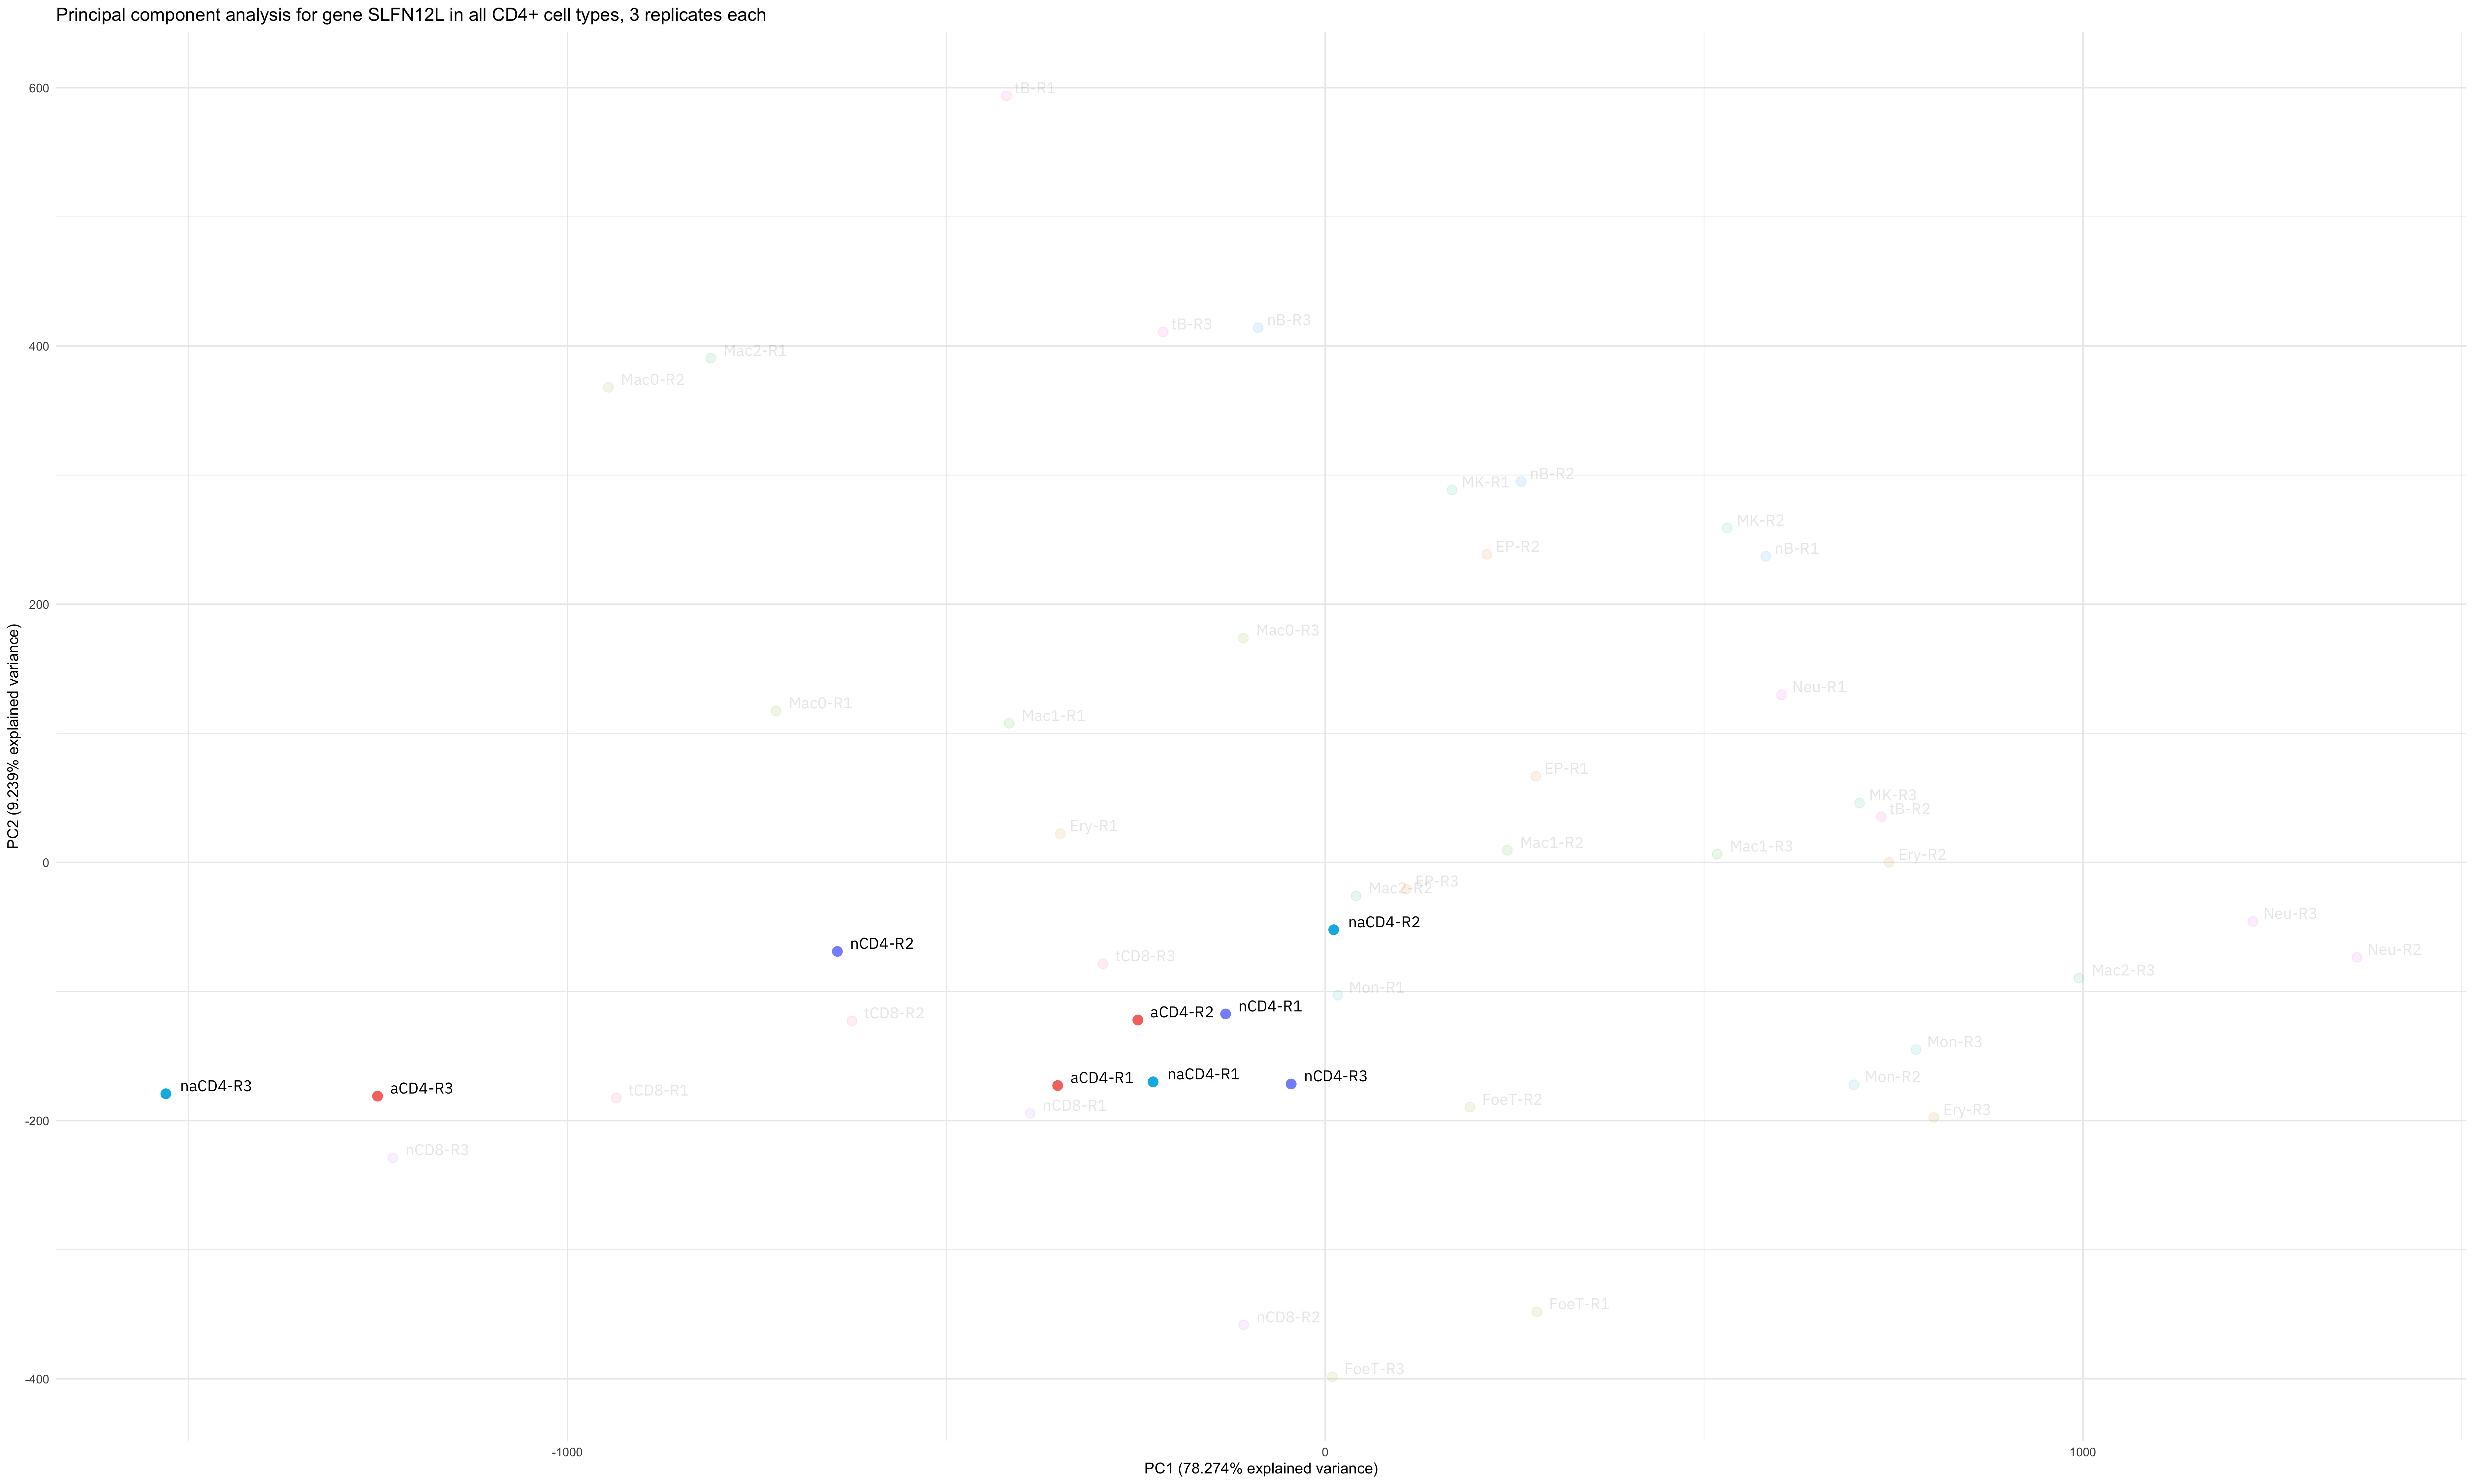 Principal component analysis for gene SLFN12L in all CD4+ cell types, 3 replicates each
600
tB-R1
tB-R3
nB-R3
400
Mac2-R1
Mac0-R2
nB-R2
MK-R1
MK-R2
EP-R2
nB-R1
200
Mac0-R3
Neu-R1
Mac0-R1
Mac1-R1
EP-R1
MK-R3
tB-R2
Ery-R1
Mac1-R2
Mac1-R3
Ery-R2
0
EP-R3
Mac2-R2
naCD4-R2
Neu-R3
nCD4-R2
Neu-R2
tCD8-R3
Mac2-R3
Mon-R1
nCD4-R1
aCD4-R2
tCD8-R2
Mon-R3
naCD4-R1
nCD4-R3
aCD4-R1
Mon-R2
naCD4-R3
aCD4-R3
tCD8-R1
FoeT-R2
nCD8-R1
Ery-R3
-200
nCD8-R3
FoeT-R1
nCD8-R2
FoeT-R3
-400
-1000
0
1000
PC1 (78.274% explained variance)
PC2 (9.239% explained variance)